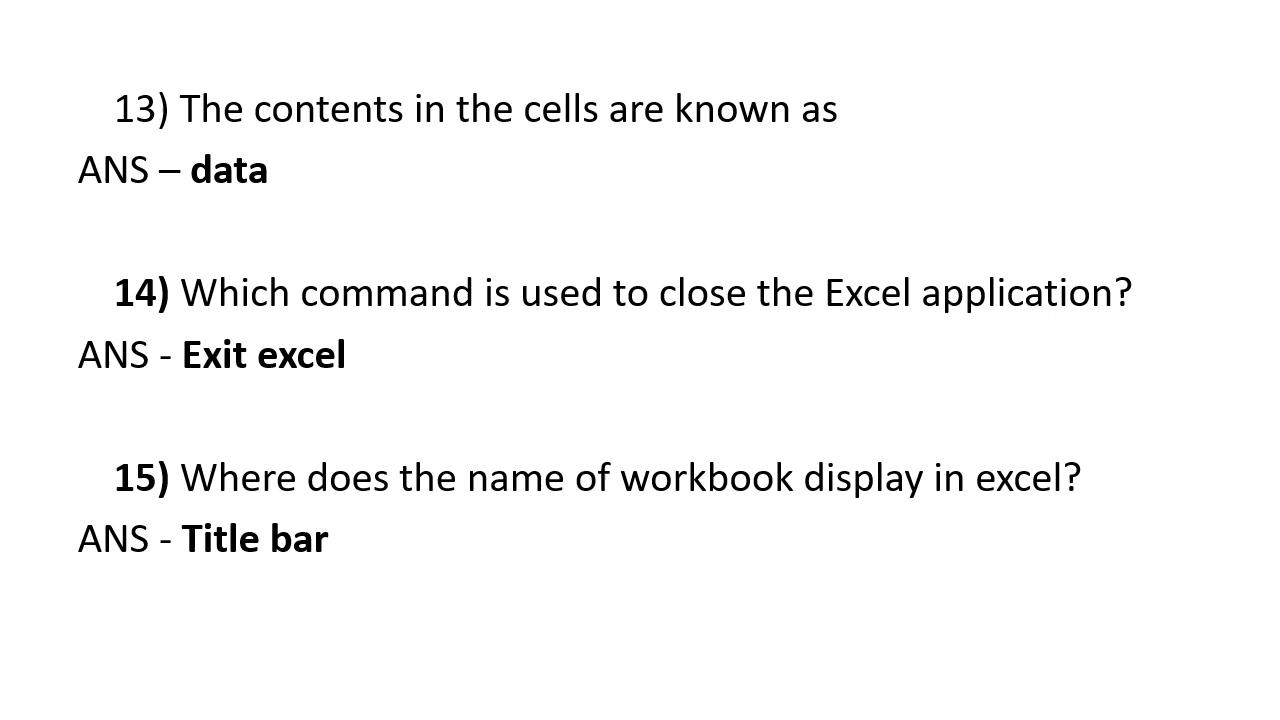 13) The contents in the cells are known as
ANS – data
14) Which command is used to close the Excel application?
ANS - Exit excel
15) Where does the name of workbook display in excel?
ANS - Title bar